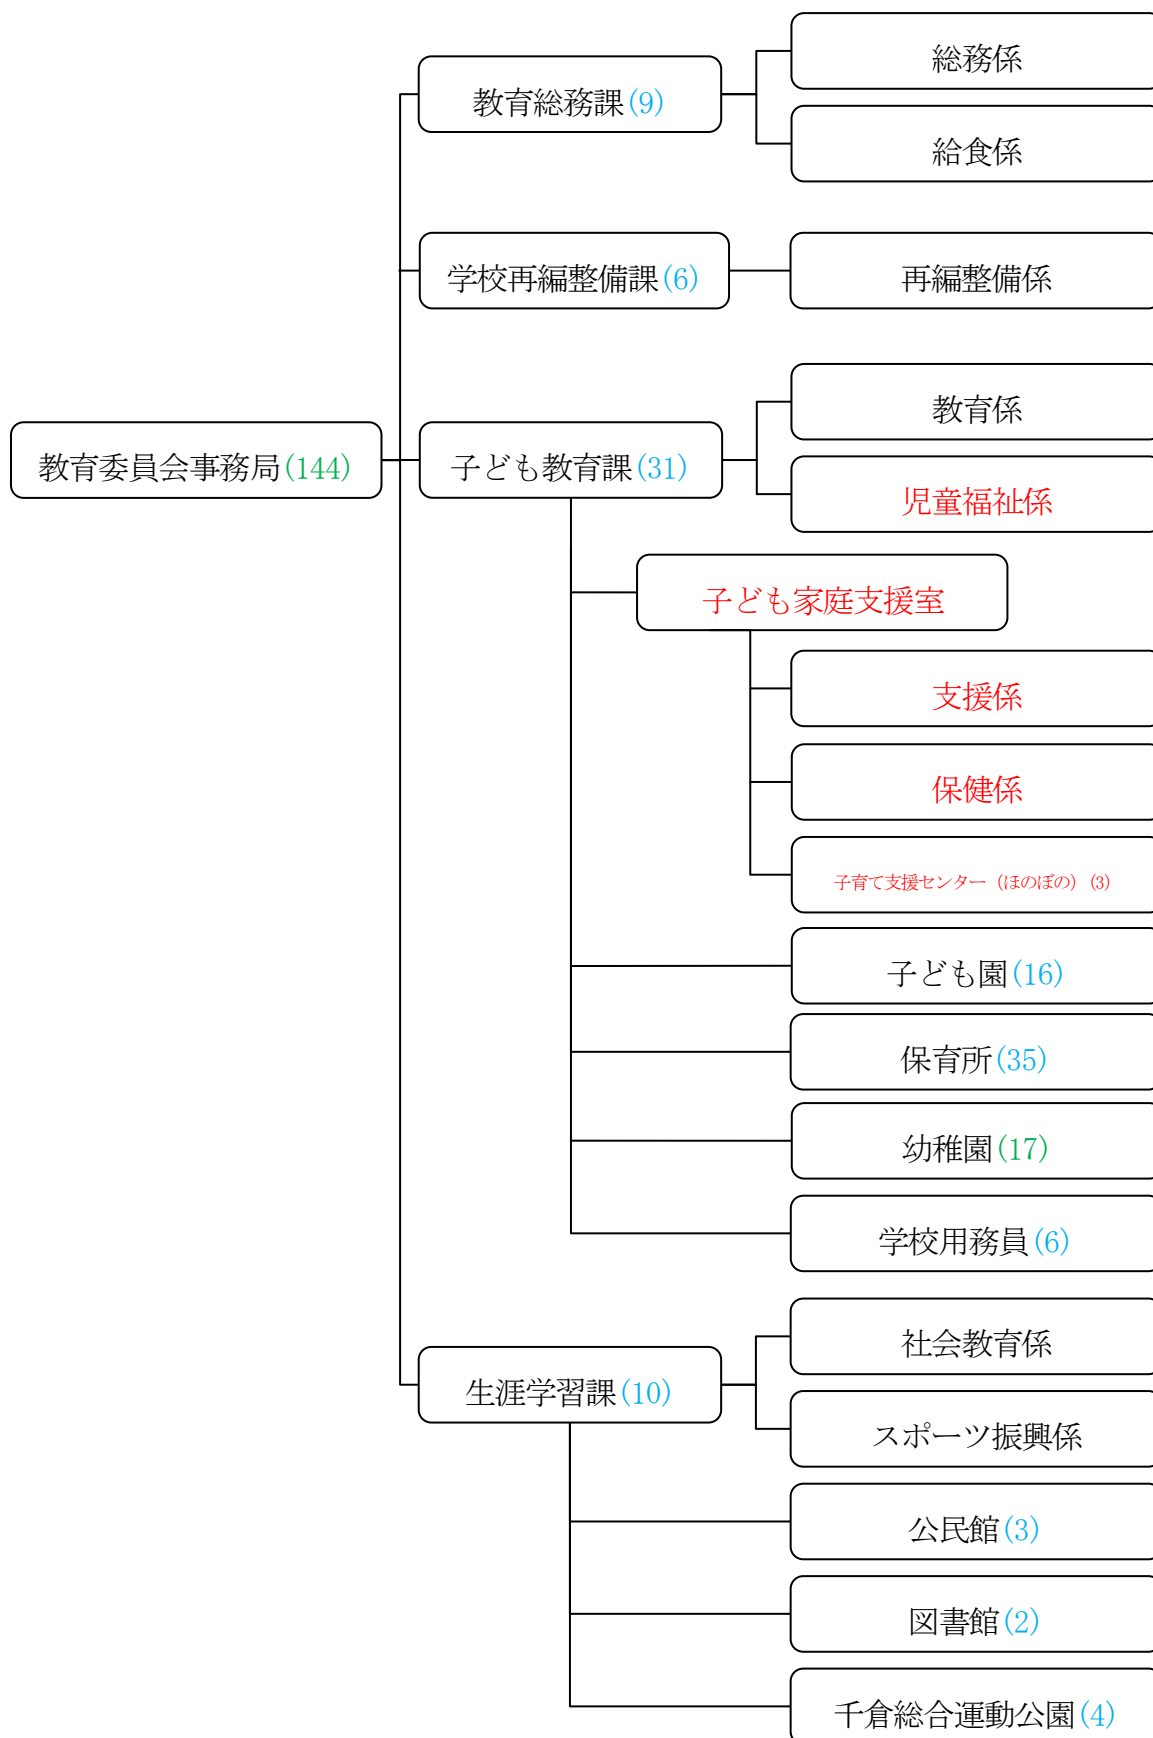 総務係
教育総務課(9)
給食係
学校再編整備課(6)
再編整備係
教育係
教育委員会事務局(144)
子ども教育課(31)
児童福祉係
子ども家庭支援室
支援係
保健係
子育て支援センター（ほのぼの）(3)
子ども園(16)
保育所(35)
幼稚園(17)
学校用務員(6)
社会教育係
生涯学習課(10)
スポーツ振興係
公民館(3)
図書館(2)
千倉総合運動公園(4)